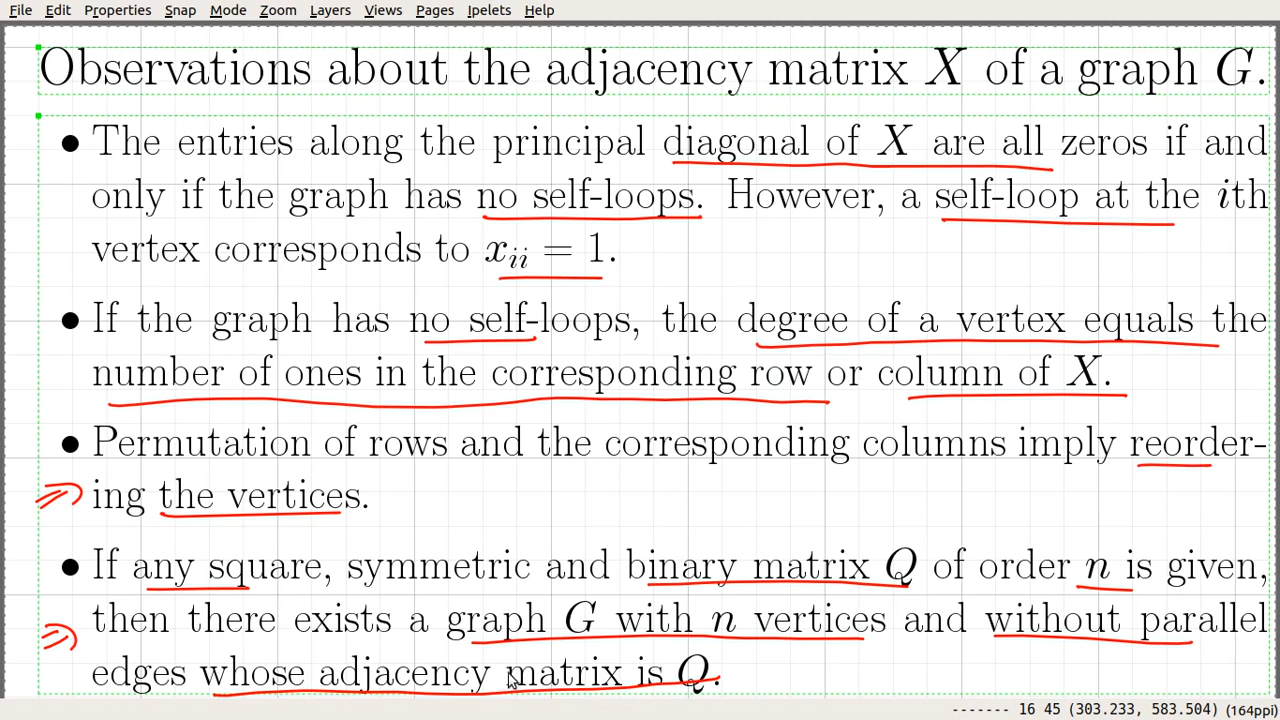 File Edit Properties Snap Mode Zoom Layers Views Pages Ipelets Help
Observations about the adjacency matrix X of a graph G.
• The entries along the principal diagonal of X are all zeros if and
only if the graph has no self-loops. However, a self-loop at the ith
vertex corresponds to xᵢᵢ = 1.
• If the graph has no self-loops, the degree of a vertex equals the
number of ones in the corresponding row or column of X.
• Permutation of rows and the corresponding columns imply reorder-
ing the vertices.
• If any square, symmetric and binary matrix Q of order n is given,
then there exists a graph G with n vertices and without parallel
edges whose adjacency matrix is Q.
------- 16 45 (303.233, 583.504) (164ppi)